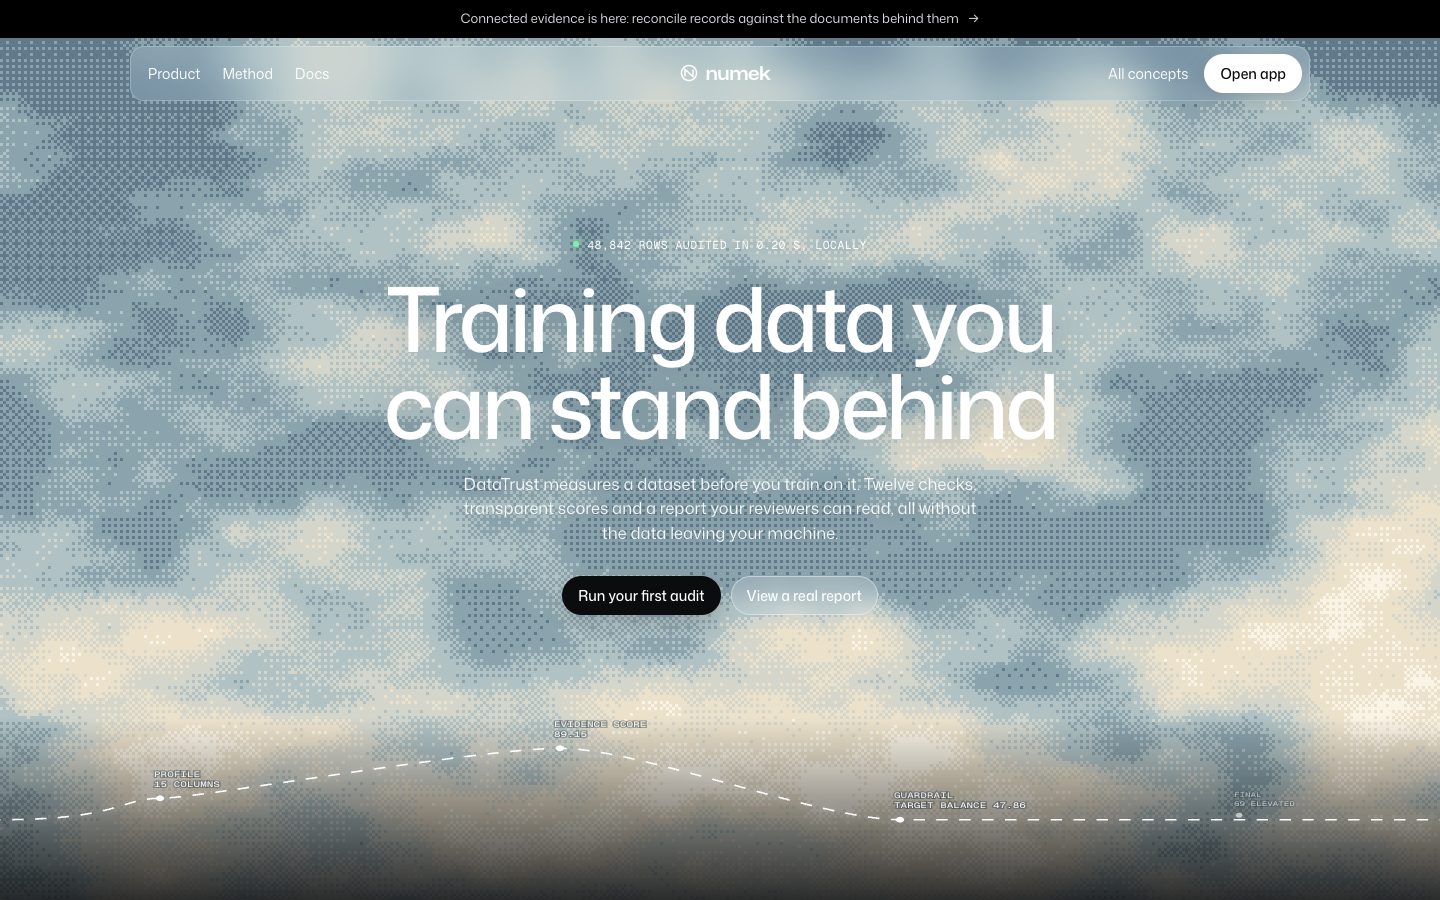 Connected evidence is here: reconcile records against the documents behind them →
Product Method Docs
numek
All concepts Open app
48,842 ROWS AUDITED IN 0.20 S, LOCALLY
Training data you
can stand behind
DataTrust measures a dataset before you train on it. Twelve checks,
transparent scores and a report your reviewers can read, all without
the data leaving your machine.
Run your first audit View a real report
EVIDENCE SCORE
89.15
PROFILE
15 COLUMNS
GUARDRAIL
TARGET BALANCE 47.86
FINAL
69 ELEVATED